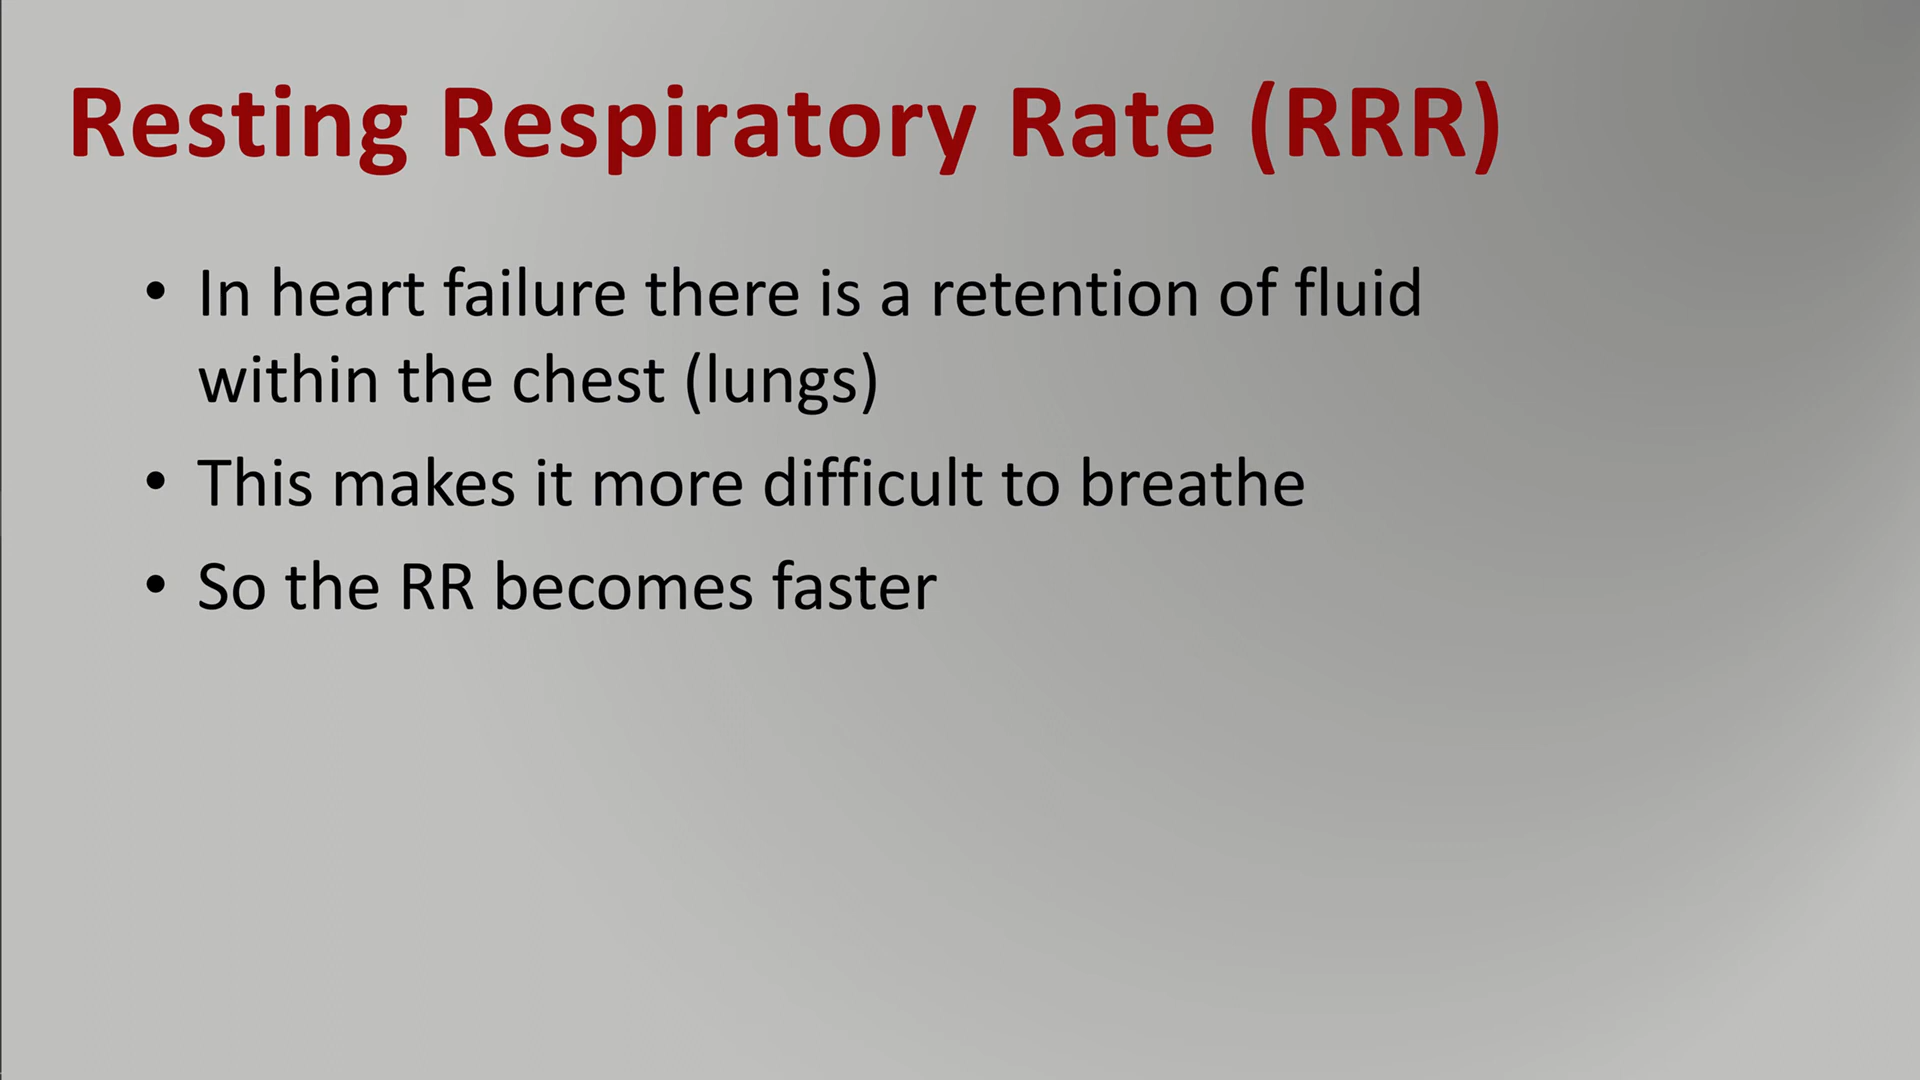 Resting Respiratory Rate (RRR)
• In heart failure there is a retention of fluid
within the chest (lungs)
• This makes it more difficult to breathe
• So the RR becomes faster